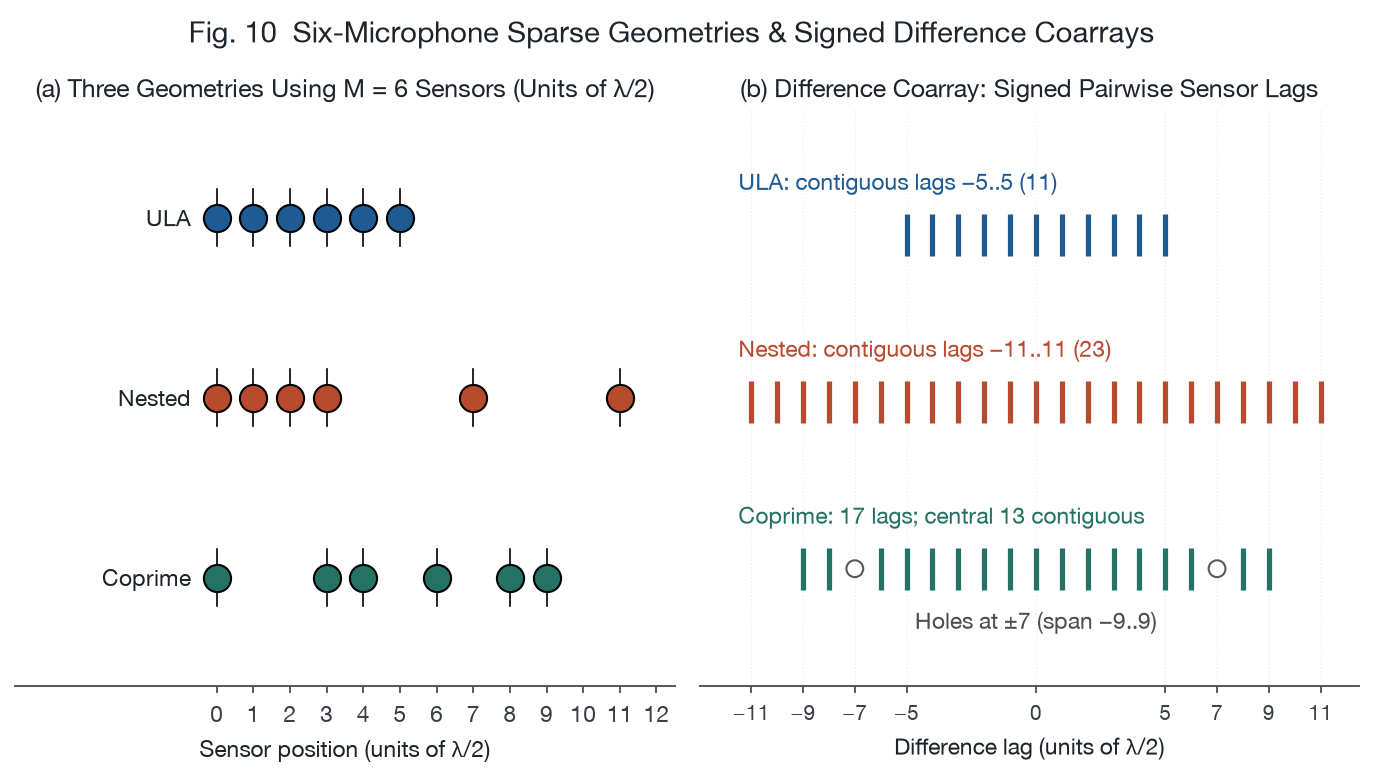 Fig. 10  Six-Microphone Sparse Geometries & Signed Difference Coarrays
(a) Three Geometries Using M = 6 Sensors (Units of λ/2)
ULA
Nested
Coprime
0 1 2 3 4 5 6 7 8 9 10 11 12
Sensor position (units of λ/2)
(b) Difference Coarray: Signed Pairwise Sensor Lags
ULA: contiguous lags −5..5 (11)
Nested: contiguous lags −11..11 (23)
Coprime: 17 lags; central 13 contiguous
Holes at ±7 (span −9..9)
−11 −9 −7 −5 0 5 7 9 11
Difference lag (units of λ/2)